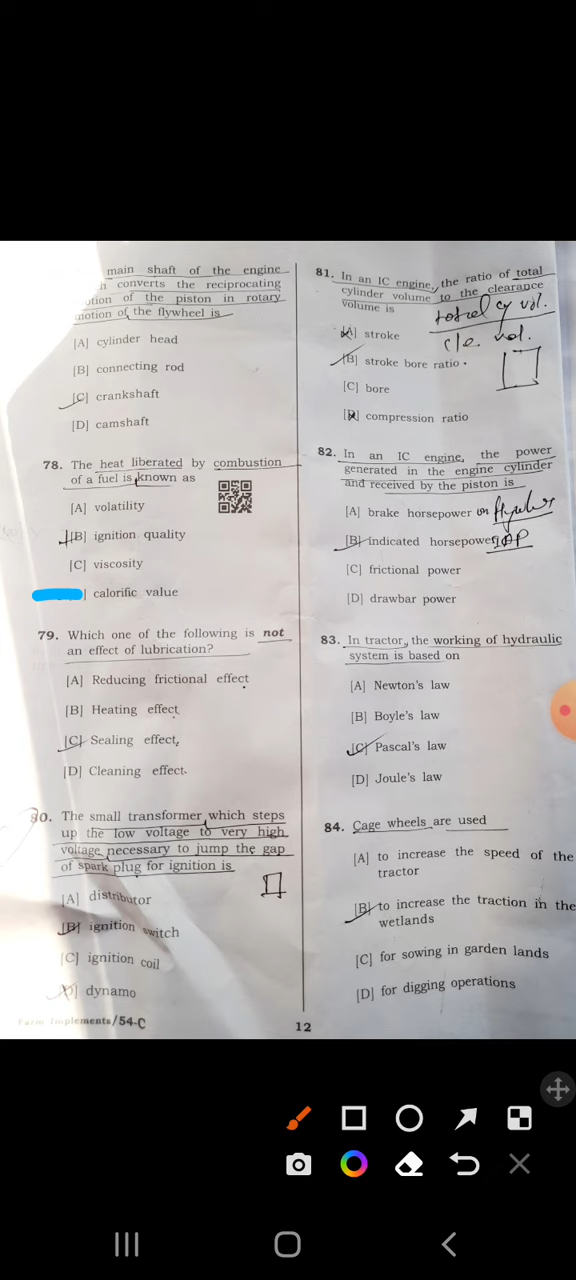 main shaft of the engine
h converts the reciprocating
otion of the piston in rotary
motion of the flywheel is
[A] cylinder head
[B] connecting rod
[C] crankshaft
[D] camshaft
78. The heat liberated by combustion
of a fuel is known as
[A] volatility
[B] ignition quality
[C] viscosity
] calorific value
79. Which one of the following is not
an effect of lubrication?
[A] Reducing frictional effect
[B] Heating effect
[C] Sealing effect
[D] Cleaning effect
80. The small transformer which steps
up the low voltage to very high
voltage necessary to jump the gap
of spark plug for ignition is
[A] distributor
[B] ignition switch
[C] ignition coil
[D] dynamo
Farm Implements/54-C
12
81. In an IC engine, the ratio of total
cylinder volume to the clearance
volume is
total cy vol.
cle. vol.
[A] stroke
[B] stroke bore ratio
[C] bore
[D] compression ratio
82. In an IC engine, the power
generated in the engine cylinder
and received by the piston is
[A] brake horsepower on
[B] indicated horsepower
[C] frictional power
[D] drawbar power
83. In tractor, the working of hydraulic
system is based on
[A] Newton's law
[B] Boyle's law
[C] Pascal's law
[D] Joule's law
84. Cage wheels are used
[A] to increase the speed of the
tractor
[B] to increase the traction in the
wetlands
[C] for sowing in garden lands
[D] for digging operations